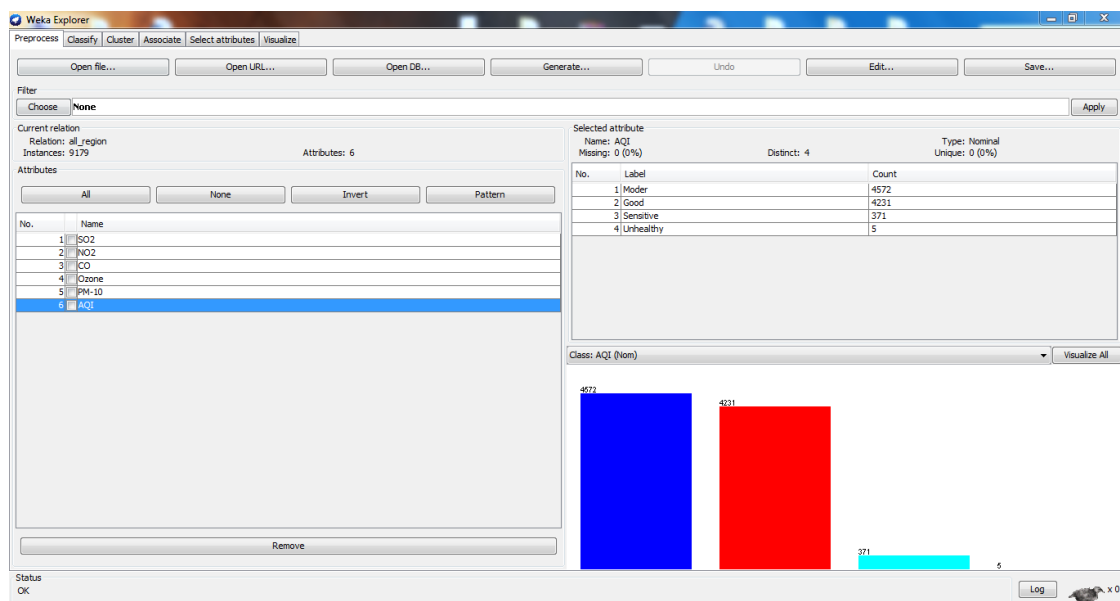 Weka Explorer
Preprocess Classify Cluster Associate Select attributes Visualize
Open file... Open URL... Open DB... Generate... Undo Edit... Save...
Filter
Choose None Apply
Current relation
Relation: all_region
Instances: 9179 Attributes: 6
Attributes
All None Invert Pattern
No. Name
1 SO2
2 NO2
3 CO
4 Ozone
5 PM-10
6 AQI
Remove
Selected attribute
Name: AQI Type: Nominal
Missing: 0 (0%) Distinct: 4 Unique: 0 (0%)
No. Label Count
1 Moder 4572
2 Good 4231
3 Sensitive 371
4 Unhealthy 5
Class: AQI (Nom) Visualize All
4572
4231
371
5
Status
OK Log x 0